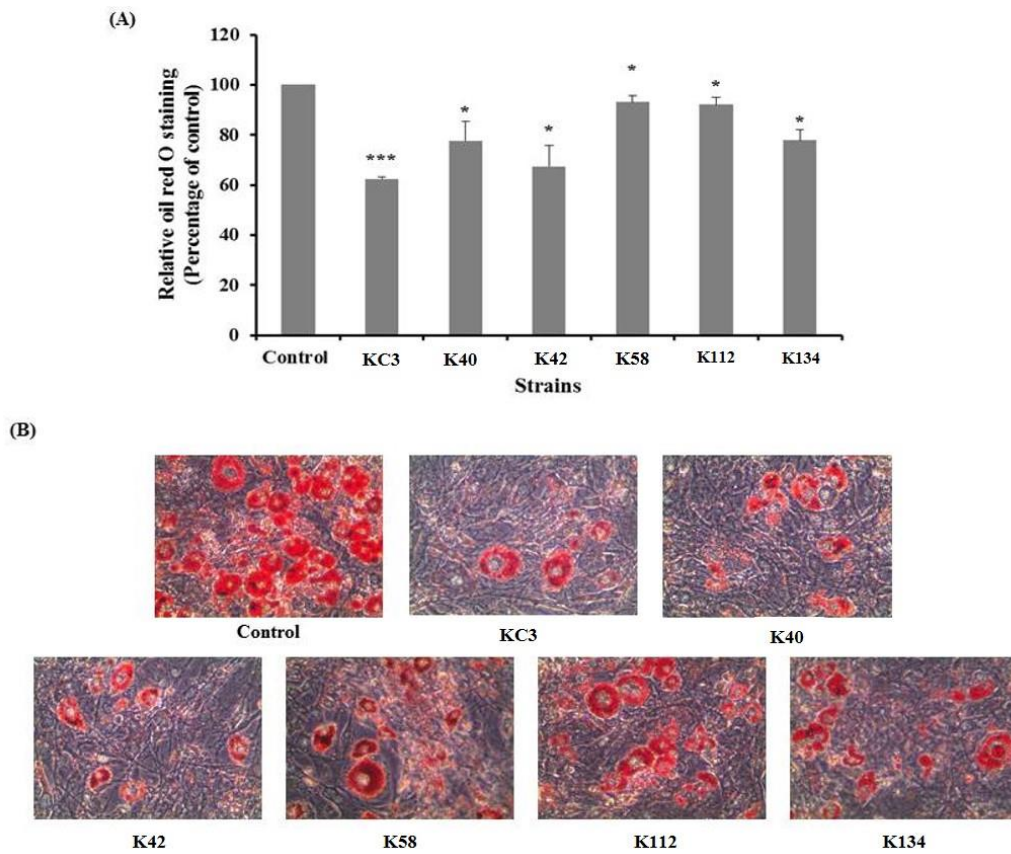 (A)
Relative oil red O staining
(Percentage of control)
120
100
80
60
40
20
0
*** * * * * *
Control KC3 K40 K42 K58 K112 K134
Strains
(B)
Control KC3 K40
K42 K58 K112 K134